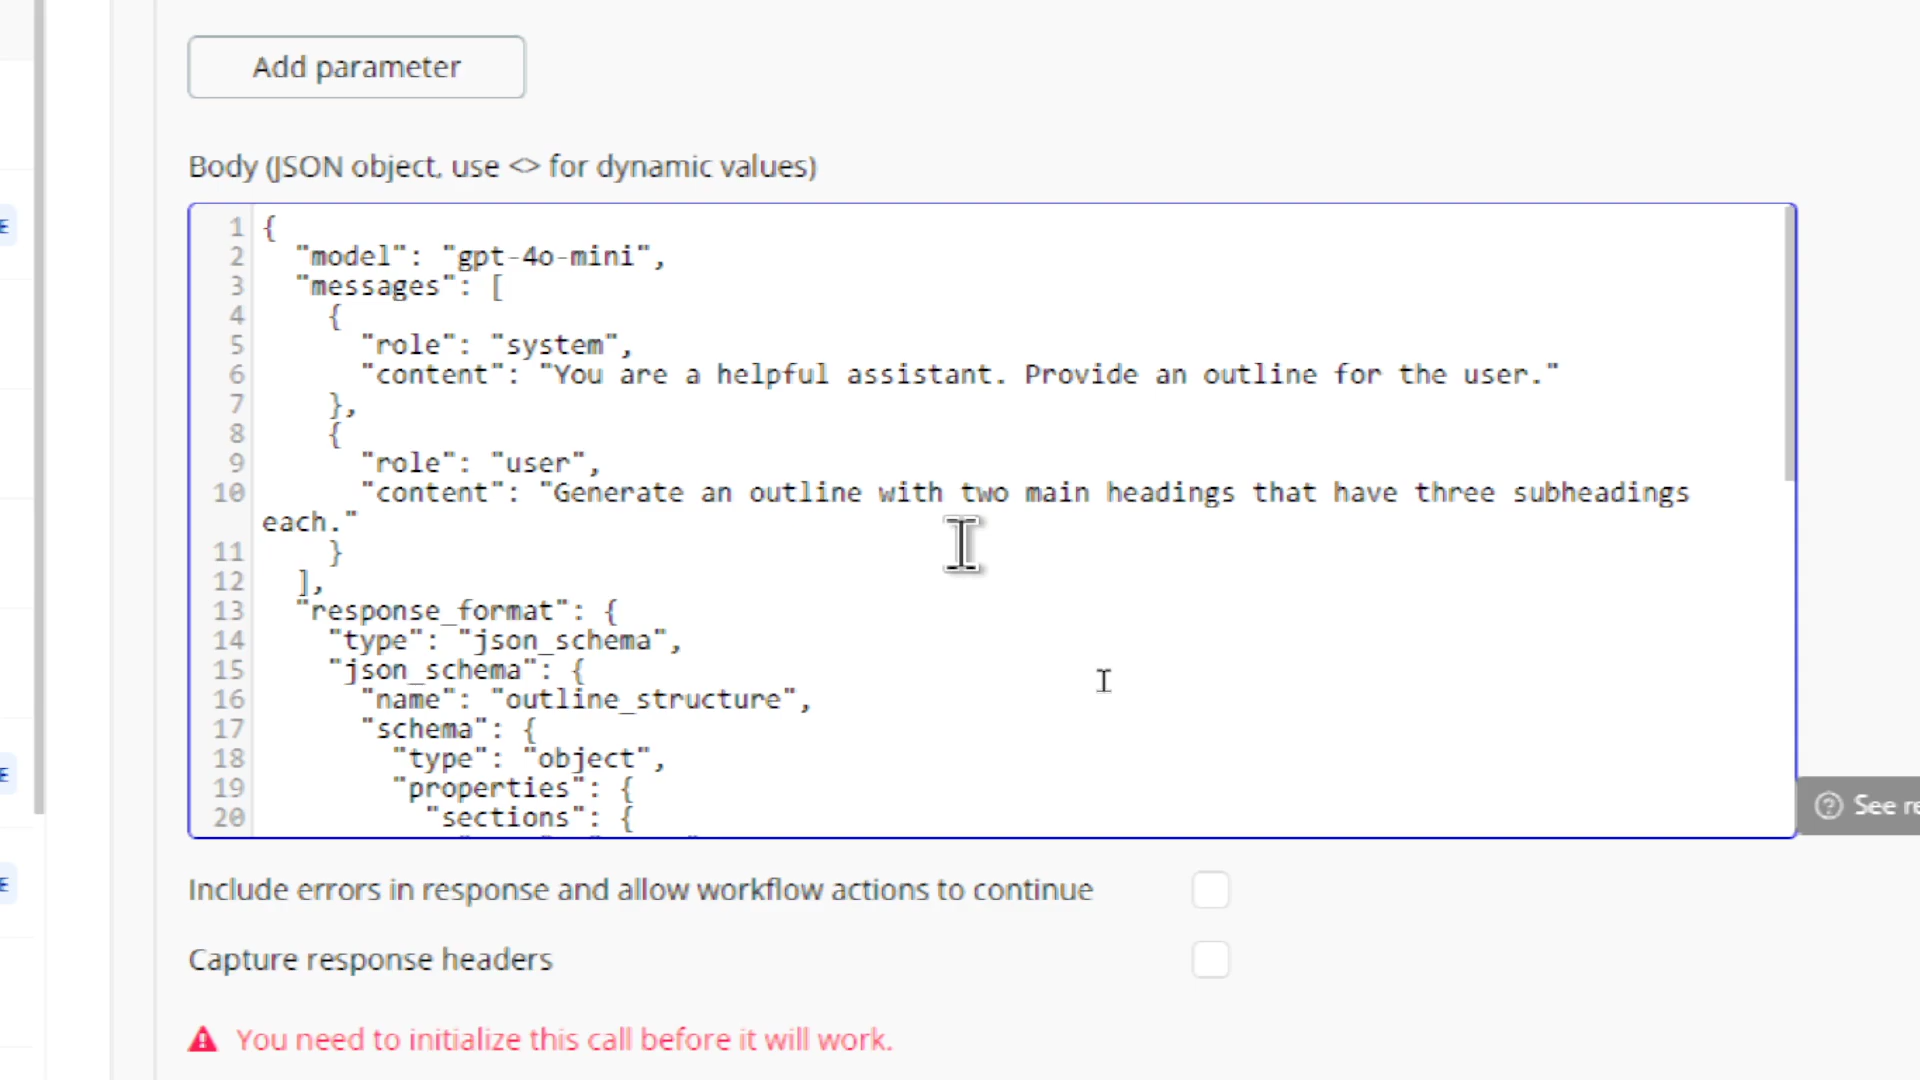 Add parameter
Body (JSON object, use <> for dynamic values)
1 {
2   "model": "gpt-4o-mini",
3   "messages": [
4     {
5       "role": "system",
6       "content": "You are a helpful assistant. Provide an outline for the user."
7     },
8     {
9       "role": "user",
10       "content": "Generate an outline with two main headings that have three subheadings
each."
11     }
12   ],
13   "response_format": {
14     "type": "json_schema",
15     "json_schema": {
16       "name": "outline_structure",
17       "schema": {
18         "type": "object",
19         "properties": {
20           "sections": {
See
Include errors in response and allow workflow actions to continue
Capture response headers
You need to initialize this call before it will work.